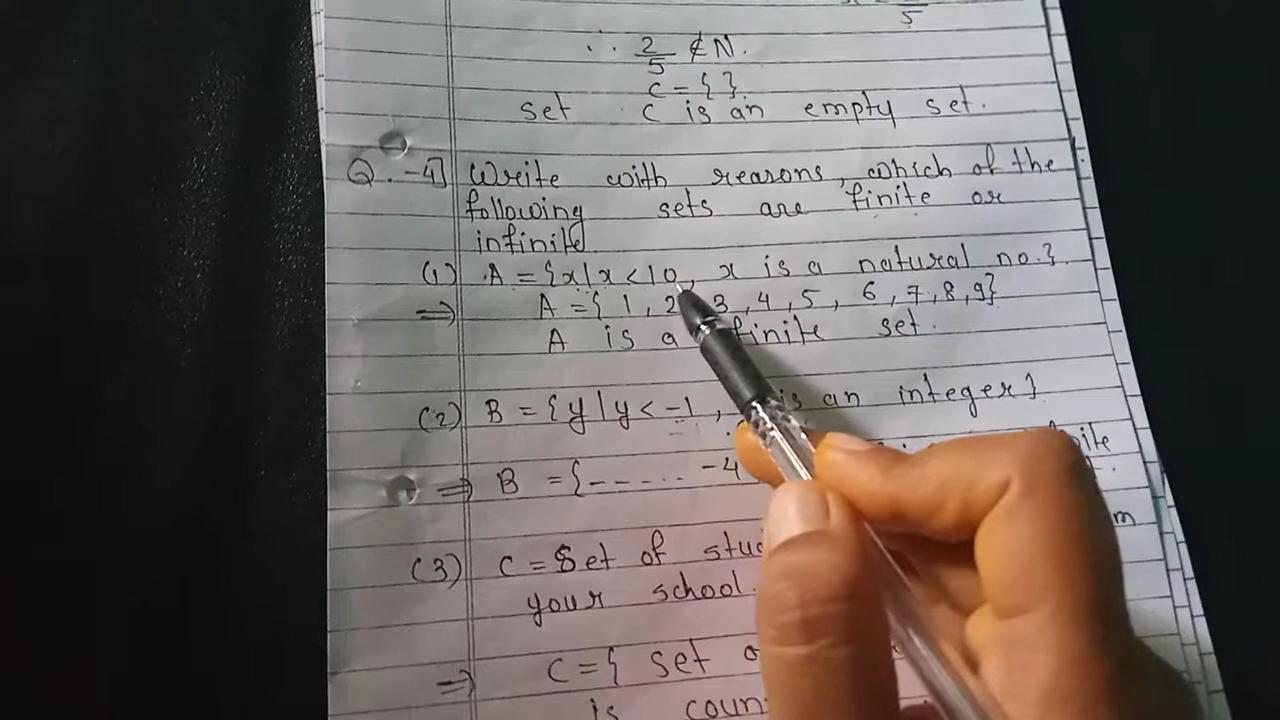 5
∴ 2/5 ∉ N.
C = { }.
set C is an empty set.
Q.-4] Write with reasons, which of the
following sets are finite or
infinite
(1) A = {x | x < 10, x is a natural no.}.
⇒ A = { 1, 2, 3, 4, 5, 6, 7, 8, 9}
A is a finite set.
(2) B = {y | y < -1, is an integer}
⇒ B = {----- -4
(3) C = Set of
your school.
⇒ C = { set
is